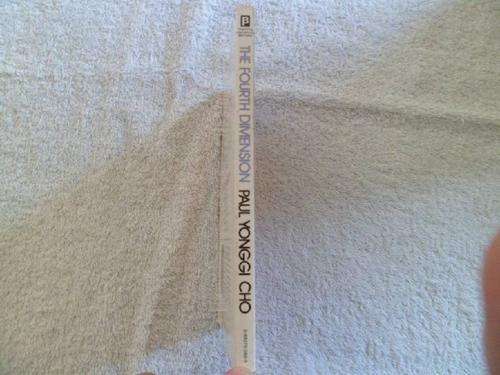 THE FOURTH DIMENSION PAUL YONGGI CHO